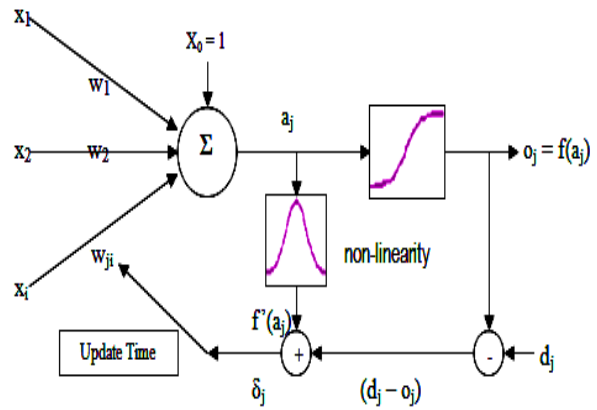 x1
X0 = 1
w1
aj
Σ
x2
w2
oj = f(aj)
wji
non-linearity
xi
f'(aj)
Update Time
+
-
dj
δj
(dj – oj)